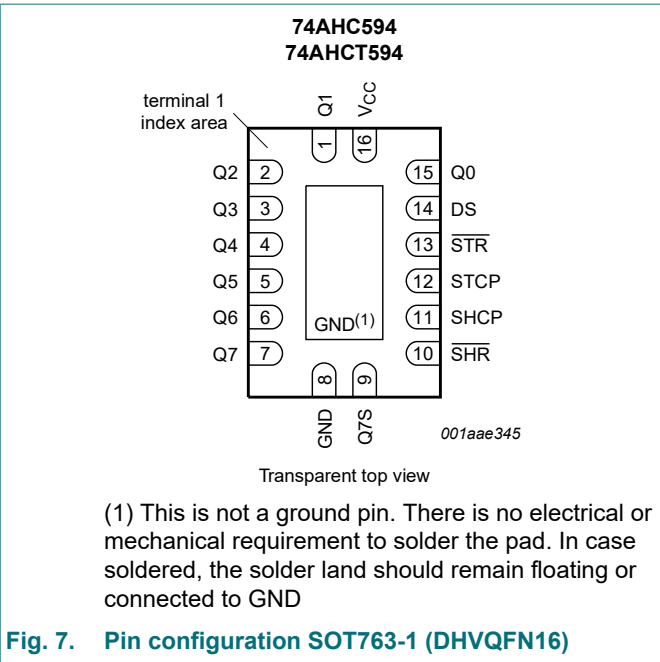 74AHC594
74AHCT594
terminal 1
index area
Q1 VCC
1 16
Q2 2 15 Q0
Q3 3 14 DS
Q4 4 13 STR
Q5 5 12 STCP
Q6 6 11 SHCP
GND(1)
Q7 7 10 SHR
8 9
GND Q7S
001aae345
Transparent top view
(1) This is not a ground pin. There is no electrical or
mechanical requirement to solder the pad. In case
soldered, the solder land should remain floating or
connected to GND
Fig. 7. Pin configuration SOT763-1 (DHVQFN16)